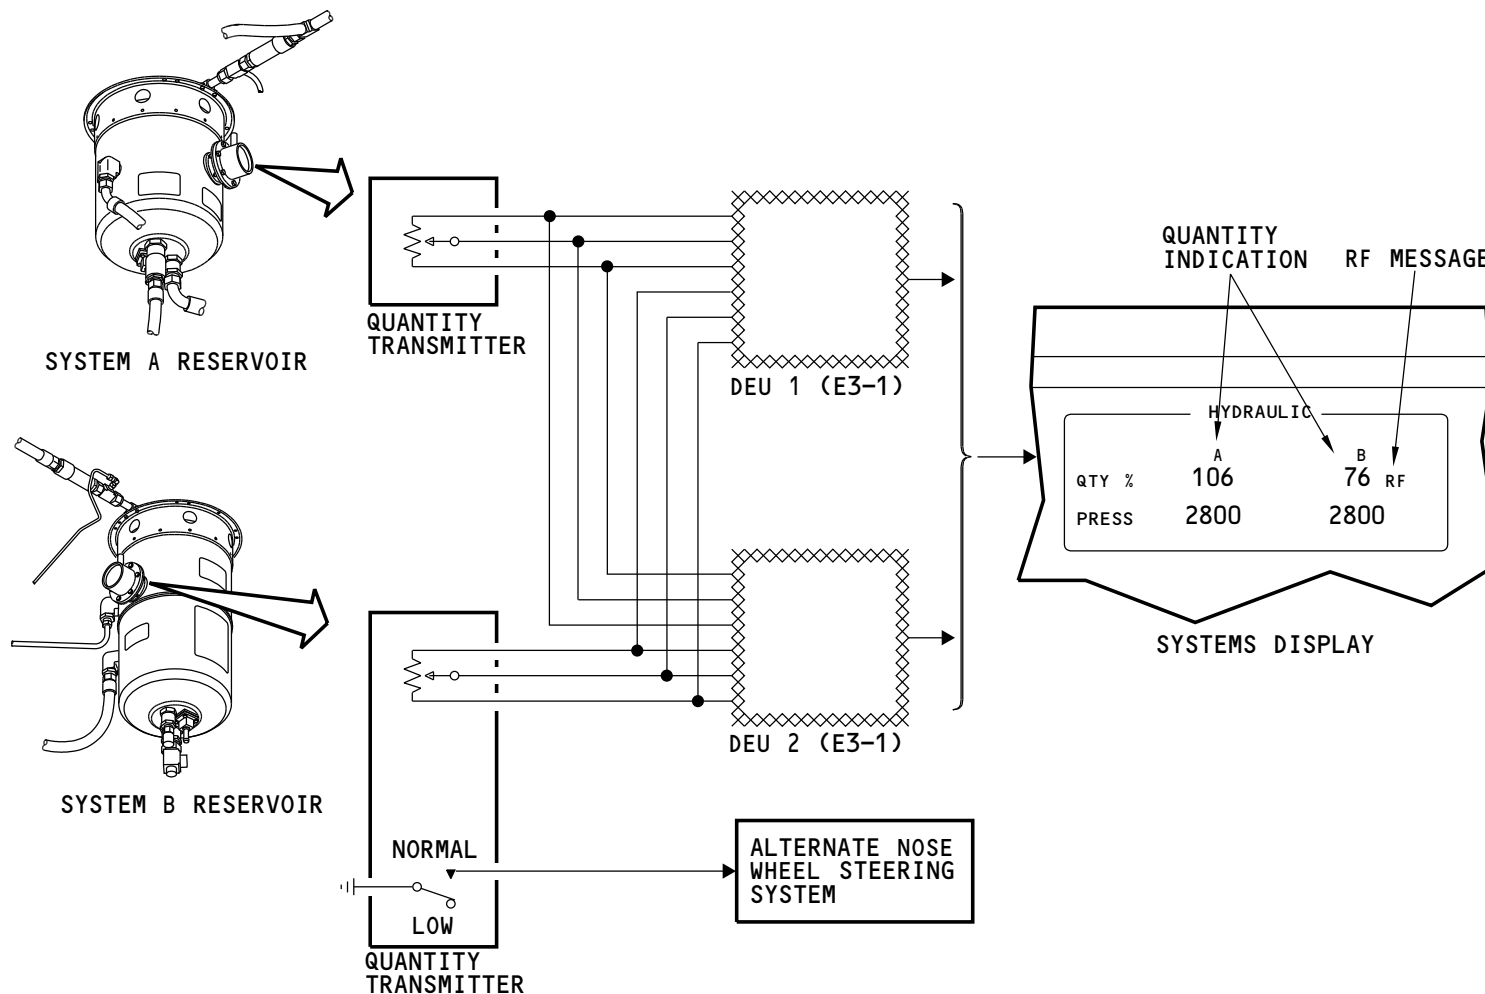 SYSTEM A RESERVOIR
QUANTITY
TRANSMITTER
DEU 1 (E3-1)
QUANTITY
INDICATION
RF MESSAGE
HYDRAULIC
A B
QTY % 106 76 RF
PRESS 2800 2800
SYSTEMS DISPLAY
SYSTEM B RESERVOIR
DEU 2 (E3-1)
NORMAL
LOW
QUANTITY
TRANSMITTER
ALTERNATE NOSE
WHEEL STEERING
SYSTEM